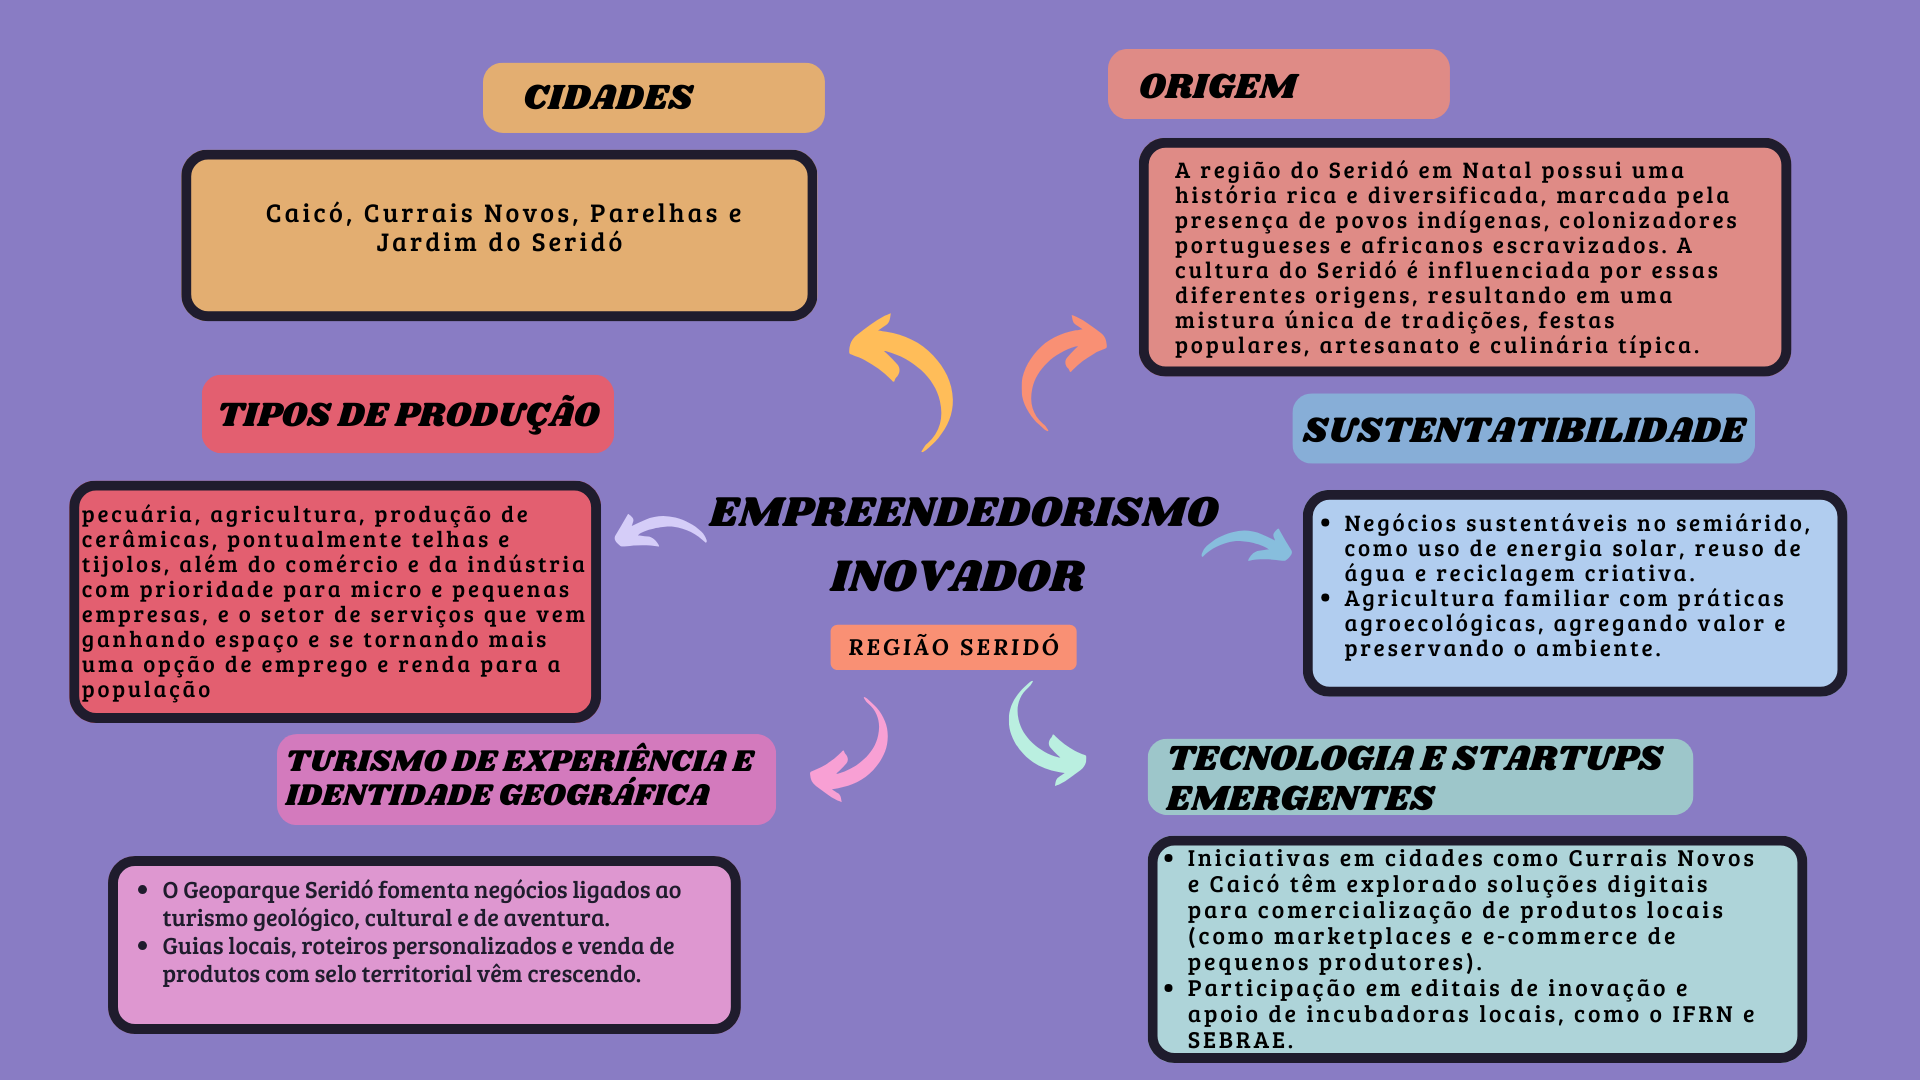 CIDADES
Caicó, Currais Novos, Parelhas e
Jardim do Seridó
ORIGEM
A região do Seridó em Natal possui uma
história rica e diversificada, marcada pela
presença de povos indígenas, colonizadores
portugueses e africanos escravizados. A
cultura do Seridó é influenciada por essas
diferentes origens, resultando em uma
mistura única de tradições, festas
populares, artesanato e culinária típica.
TIPOS DE PRODUÇÃO
pecuária, agricultura, produção de
cerâmicas, pontualmente telhas e
tijolos, além do comércio e da indústria
com prioridade para micro e pequenas
empresas, e o setor de serviços que vem
ganhando espaço e se tornando mais
uma opção de emprego e renda para a
população
EMPREENDEDORISMO
INOVADOR
REGIÃO SERIDÓ
SUSTENTATIBILIDADE
• Negócios sustentáveis no semiárido,
como uso de energia solar, reuso de
água e reciclagem criativa.
• Agricultura familiar com práticas
agroecológicas, agregando valor e
preservando o ambiente.
TURISMO DE EXPERIÊNCIA E
IDENTIDADE GEOGRÁFICA
• O Geoparque Seridó fomenta negócios ligados ao
turismo geológico, cultural e de aventura.
• Guias locais, roteiros personalizados e venda de
produtos com selo territorial vêm crescendo.
TECNOLOGIA E STARTUPS
EMERGENTES
• Iniciativas em cidades como Currais Novos
e Caicó têm explorado soluções digitais
para comercialização de produtos locais
(como marketplaces e e-commerce de
pequenos produtores).
• Participação em editais de inovação e
apoio de incubadoras locais, como o IFRN e
SEBRAE.